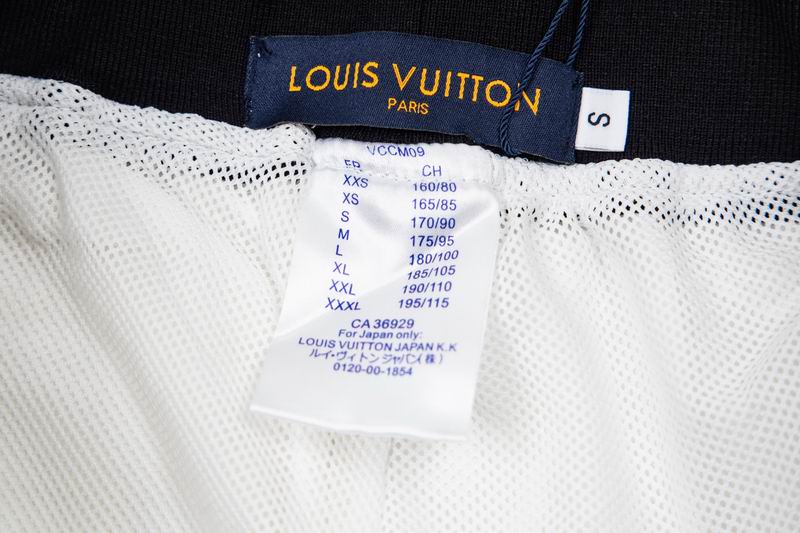 LOUIS VUITTON
PARIS
S
VCCM09
FR CH
XXS 160/80
XS 165/85
S 170/90
M 175/95
L 180/100
XL 185/105
XXL 190/110
XXXL 195/115
CA 36929
For Japan only:
LOUIS VUITTON JAPAN K.K
ルイ・ヴィトン ジャパン(株)
0120-00-1854